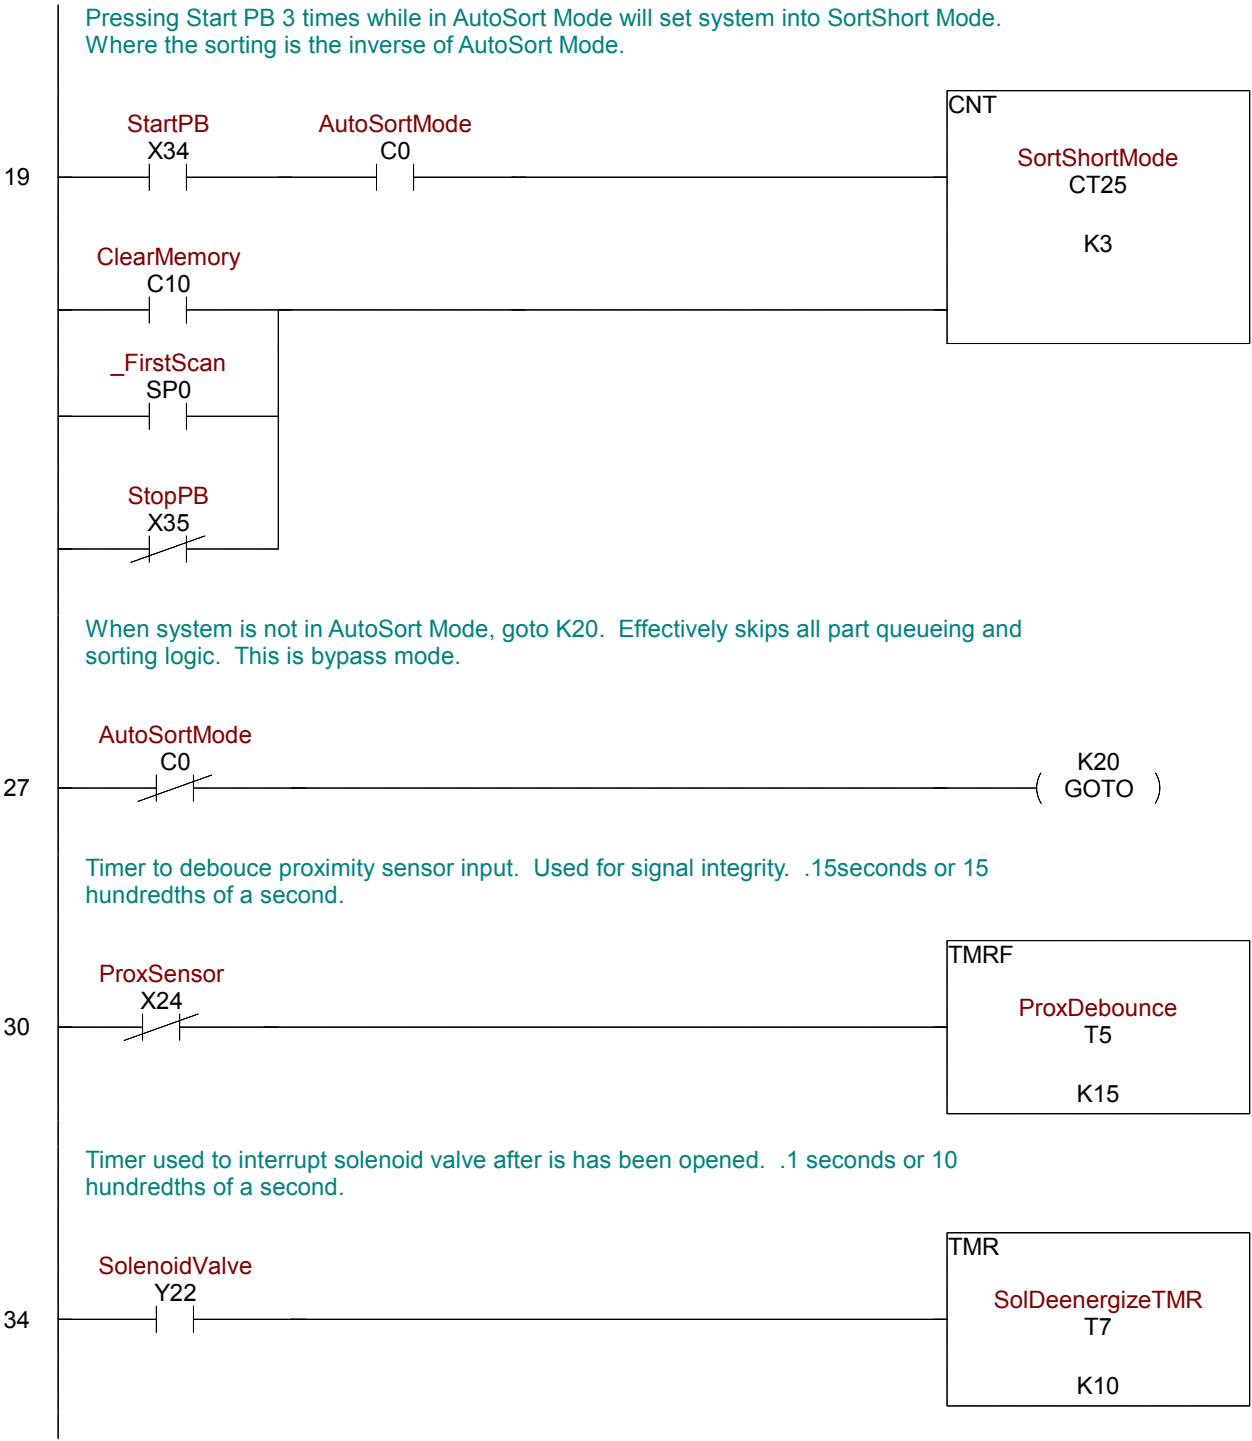 Pressing Start PB 3 times while in AutoSort Mode will set system into SortShort Mode.
Where the sorting is the inverse of AutoSort Mode.
CNT
StartPB
AutoSortMode
X34
C0
SortShortMode
CT25
19
K3
ClearMemory
C10
_FirstScan
SP0
StopPB
X35
When system is not in AutoSort Mode, goto K20.  Effectively skips all part queueing and
sorting logic.  This is bypass mode.
AutoSortMode
C0
K20
27
GOTO
Timer to debouce proximity sensor input.  Used for signal integrity.  .15seconds or 15
hundredths of a second.
TMRF
ProxSensor
X24
ProxDebounce
T5
30
K15
Timer used to interrupt solenoid valve after is has been opened.  .1 seconds or 10
hundredths of a second.
TMR
SolenoidValve
Y22
SolDeenergizeTMR
T7
34
K10